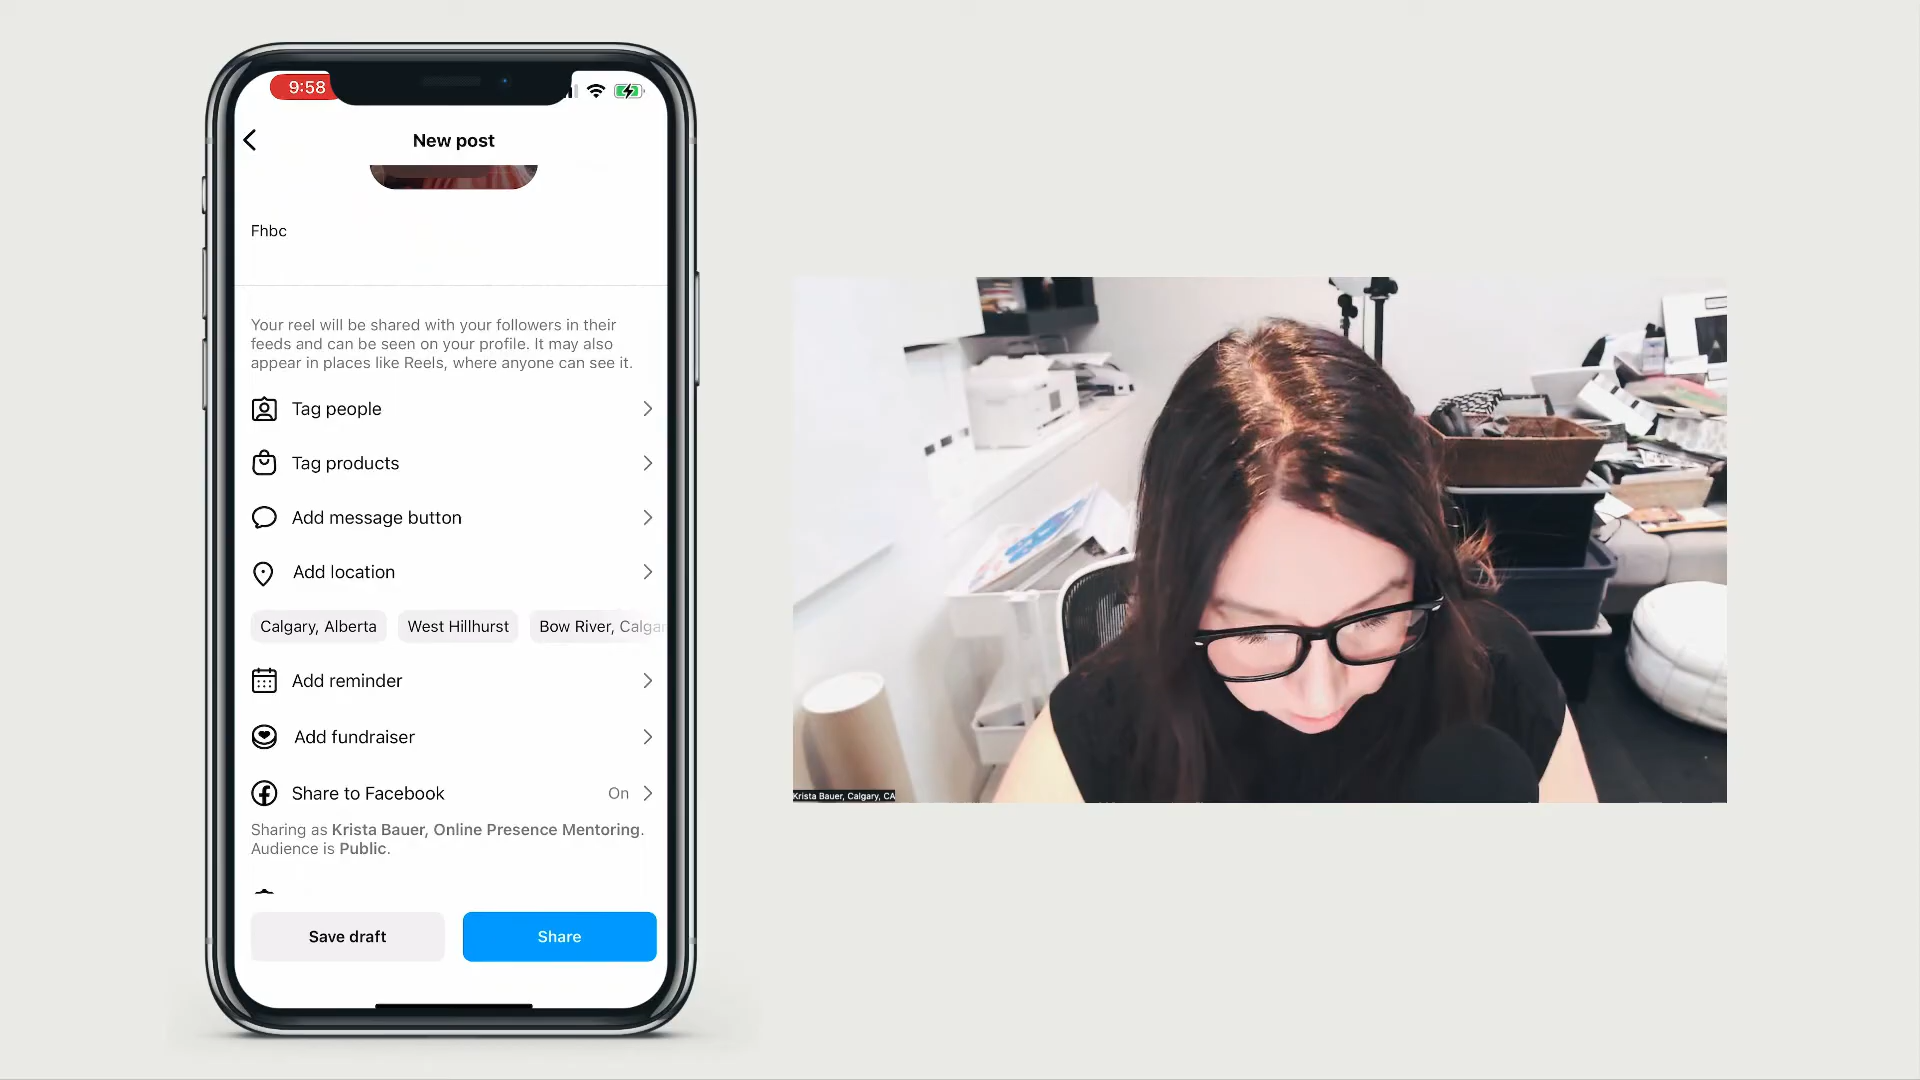 9:58
New post
Fhbc
Your reel will be shared with your followers in their
feeds and can be seen on your profile. It may also
appear in places like Reels, where anyone can see it.
Tag people
Tag products
Add message button
Add location
Calgary, Alberta West Hillhurst Bow River, Calgar
Add reminder
Add fundraiser
Share to Facebook On
Sharing as Krista Bauer, Online Presence Mentoring.
Audience is Public.
Save draft Share
Krista Bauer, Calgary, CA